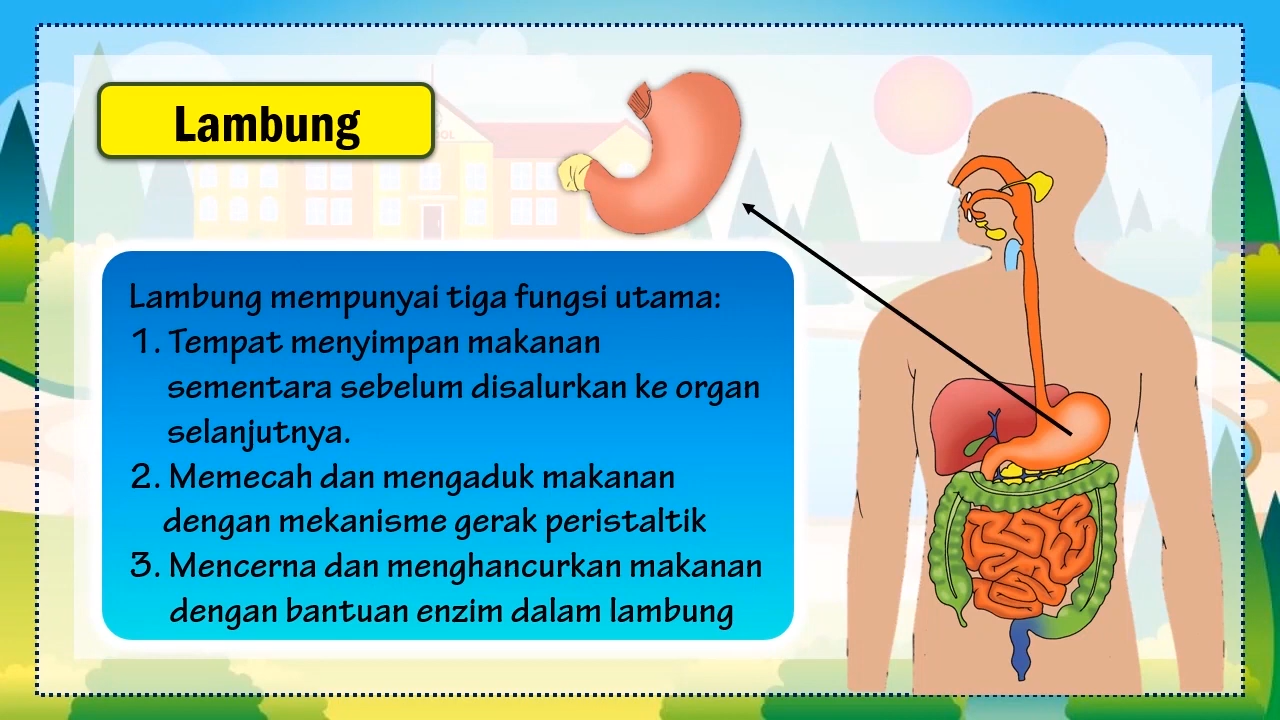 Lambung
Lambung mempunyai tiga fungsi utama:
1. Tempat menyimpan makanan
sementara sebelum disalurkan ke organ
selanjutnya.
2. Memecah dan mengaduk makanan
dengan mekanisme gerak peristaltik
3. Mencerna dan menghancurkan makanan
dengan bantuan enzim dalam lambung